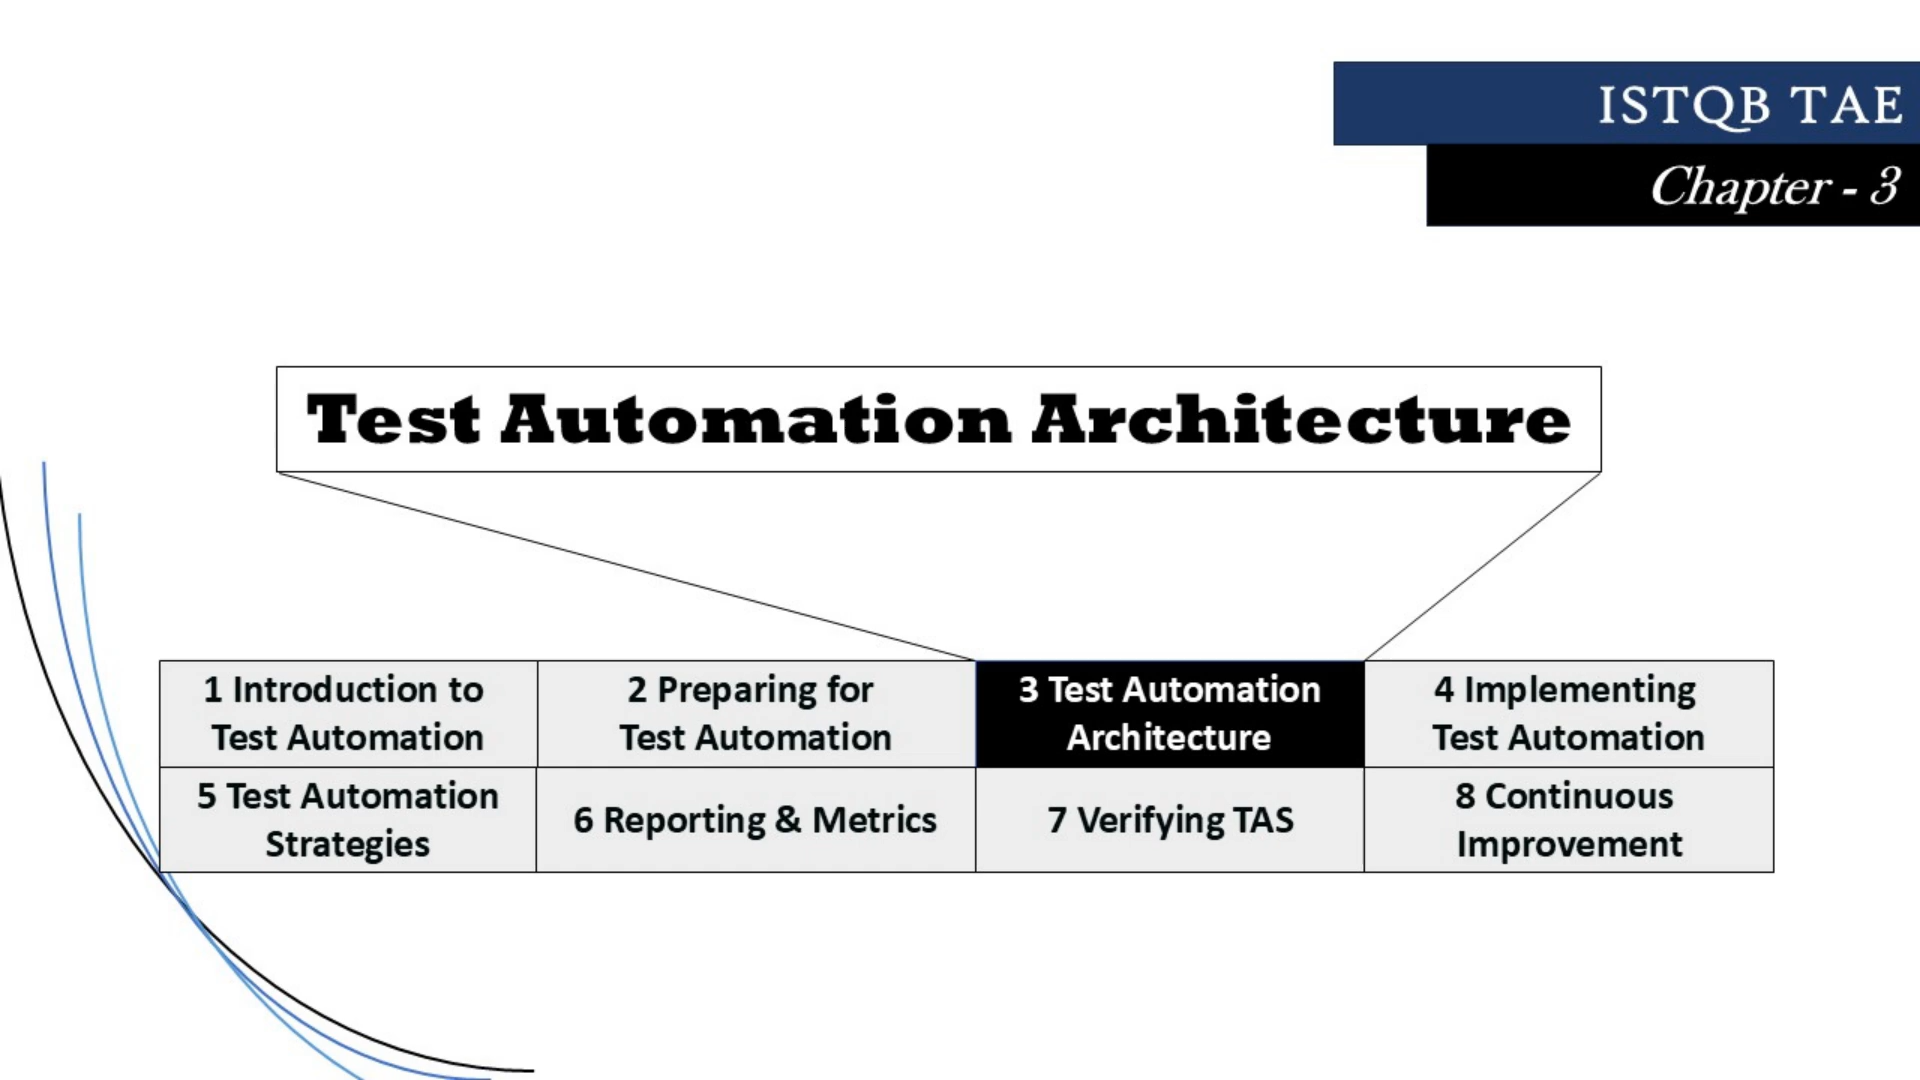 ISTQB TAE
Chapter - 3
Test Automation Architecture
1 Introduction to
Test Automation
2 Preparing for
Test Automation
3 Test Automation
Architecture
4 Implementing
Test Automation
5 Test Automation
Strategies
6 Reporting & Metrics
7 Verifying TAS
8 Continuous
Improvement